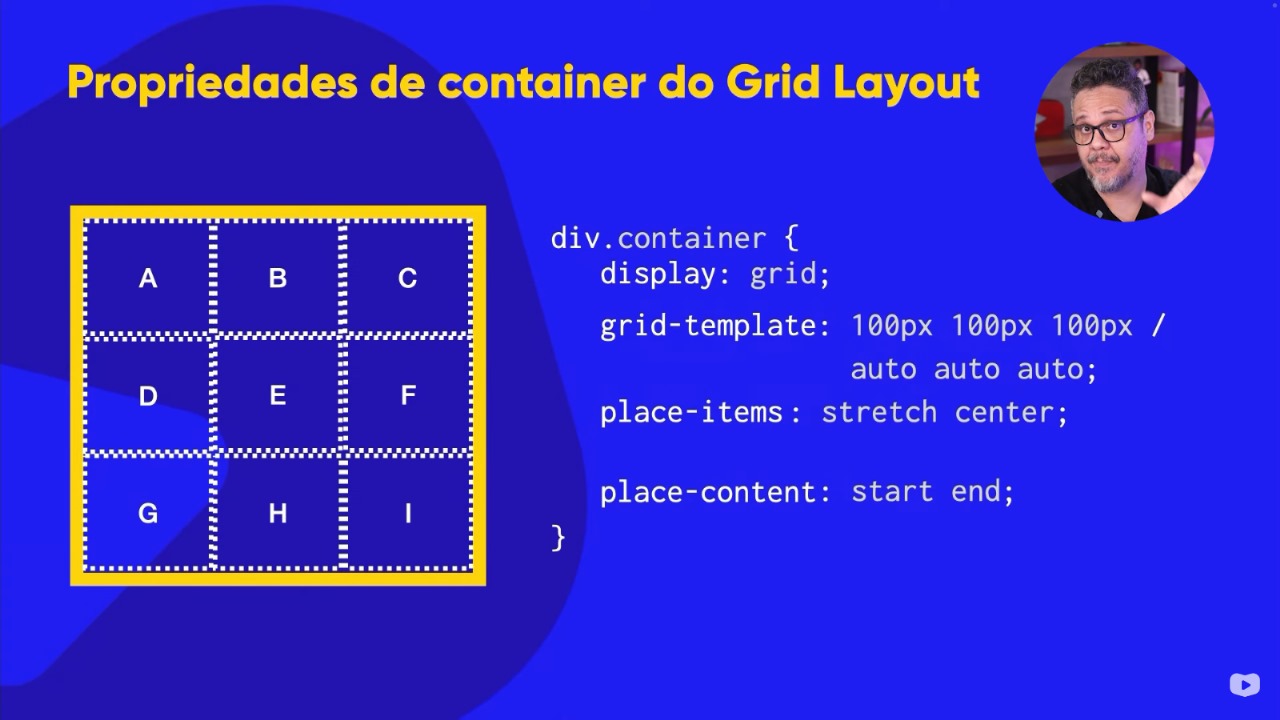 Propriedades de container do Grid Layout
A B C
D E F
G H I
div.container {
display: grid;
grid-template: 100px 100px 100px /
auto auto auto;
place-items: stretch center;
place-content: start end;
}